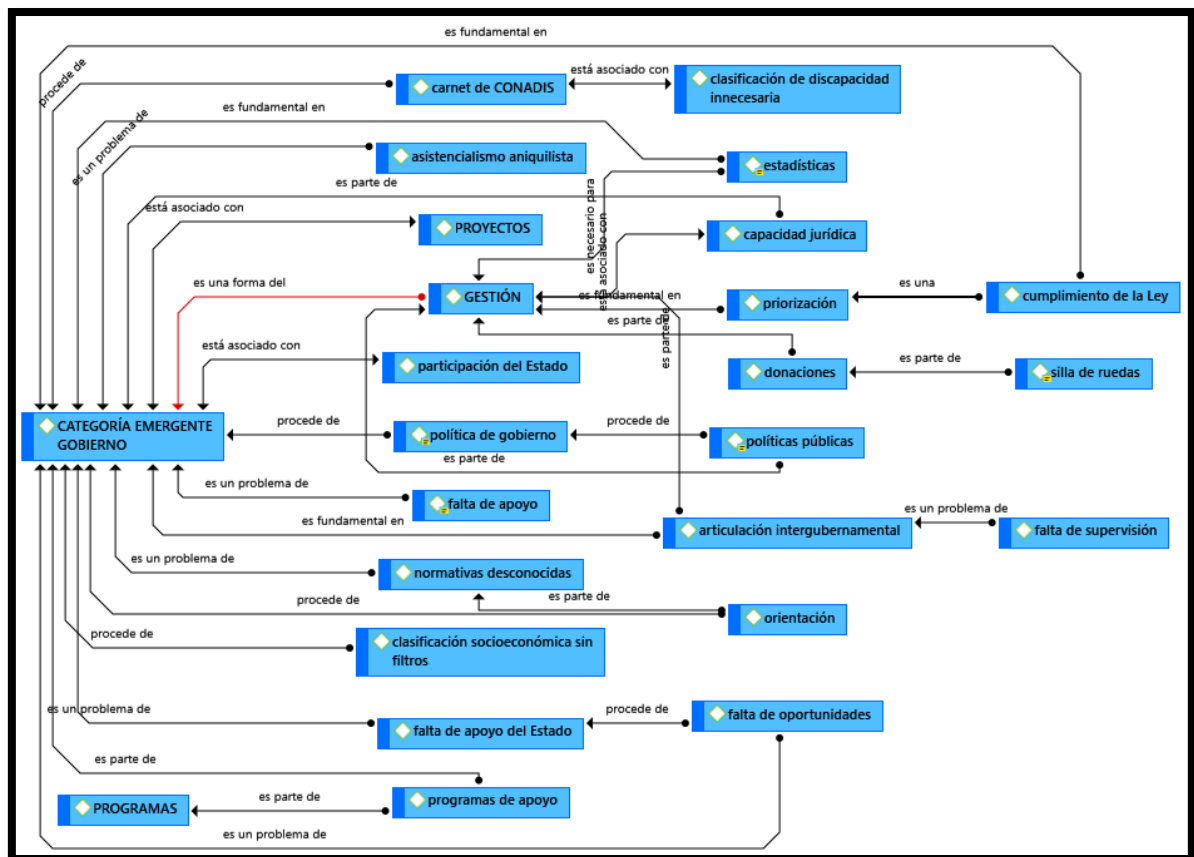 es fundamental en
procede de
carnet de CONADIS
está asociado con
clasificación de discapacidad
innecesaria
es fundamental en
es un problema de
asistencialismo aniquilista
estadísticas
es parte de
está asociado con
es necesario para
PROYECTOS
capacidad jurídica
está asociado con
es una forma del
GESTIÓN
es fundamental en
priorización
es una
cumplimiento de la Ley
es parte de
es parte de
está asociado con
participación del Estado
donaciones
es parte de
silla de ruedas
CATEGORÍA EMERGENTE
GOBIERNO
procede de
política de gobierno
procede de
políticas públicas
es parte de
es un problema de
falta de apoyo
es fundamental en
articulación intergubernamental
es un problema de
falta de supervisión
es un problema de
normativas desconocidas
es parte de
procede de
orientación
procede de
clasificación socioeconómica sin
filtros
es un problema de
falta de apoyo del Estado
procede de
falta de oportunidades
es parte de
PROGRAMAS
es parte de
programas de apoyo
es un problema de